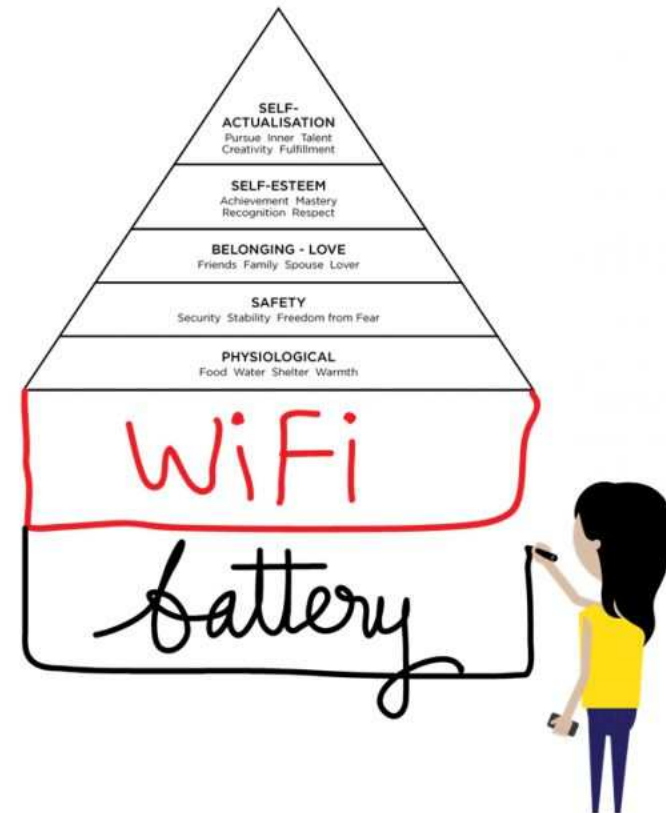 SELF-
ACTUALISATION
Pursue Inner Talent
Creativity Fulfillment
SELF-ESTEEM
Achievement Mastery
Recognition Respect
BELONGING - LOVE
Friends Family Spouse Lover
SAFETY
Security Stability Freedom from Fear
PHYSIOLOGICAL
Food Water Shelter Warmth
WiFi
battery